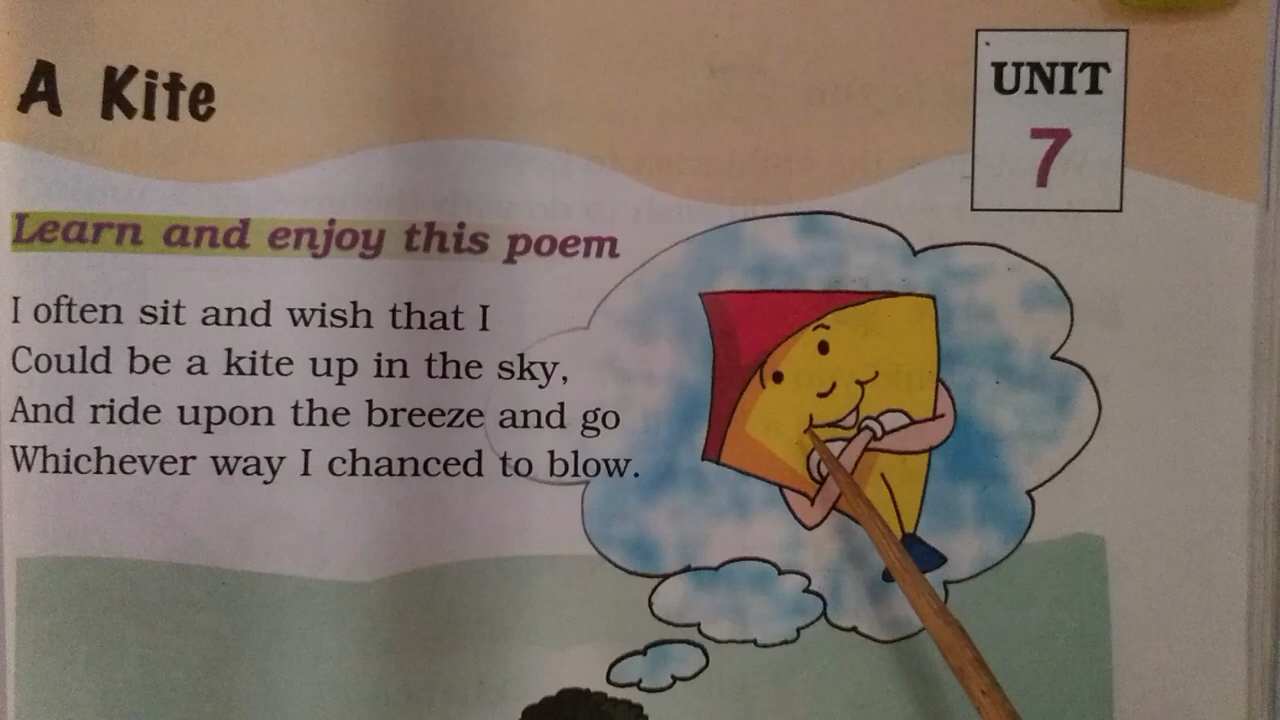 A Kite
UNIT
7
Learn and enjoy this poem
I often sit and wish that I
Could be a kite up in the sky,
And ride upon the breeze and go
Whichever way I chanced to blow.